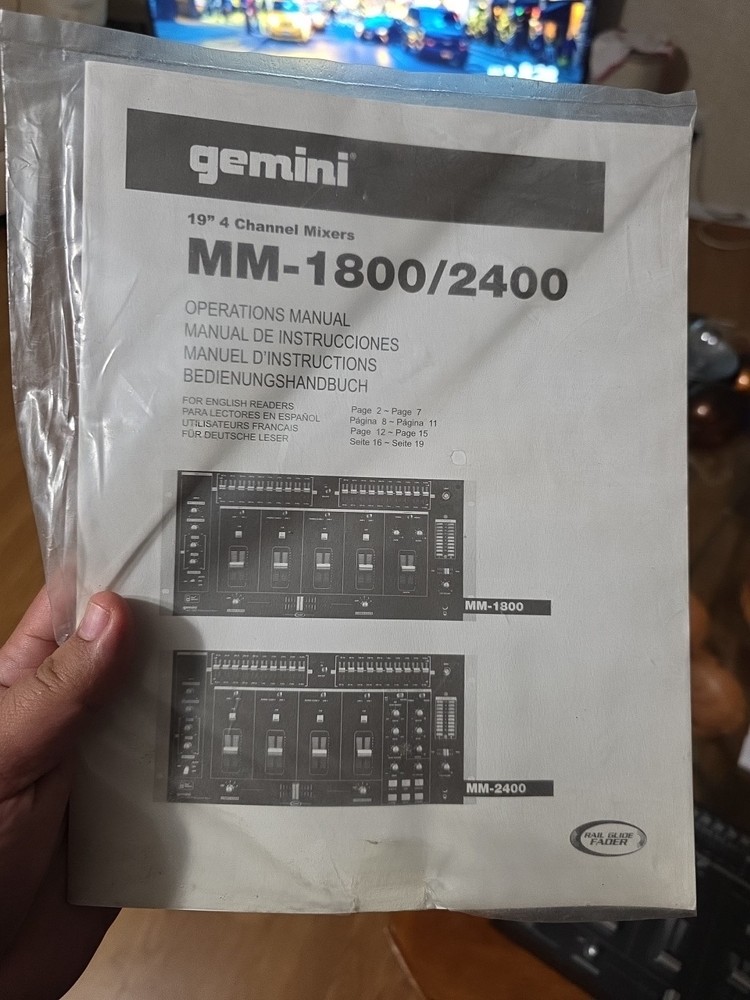 gemini
19” 4 Channel Mixers
MM-1800/2400
OPERATIONS MANUAL
MANUAL DE INSTRUCCIONES
MANUEL D'INSTRUCTIONS
BEDIENUNGSHANDBUCH
FOR ENGLISH READERS Page 2 ~ Page 7
PARA LECTORES EN ESPAÑOL Página 8 ~ Página 11
UTILISATEURS FRANCAIS Page 12 ~ Page 15
FÜR DEUTSCHE LESER Seite 16 ~ Seite 19
MM-1800
MM-2400
RAIL GLIDE
FADER